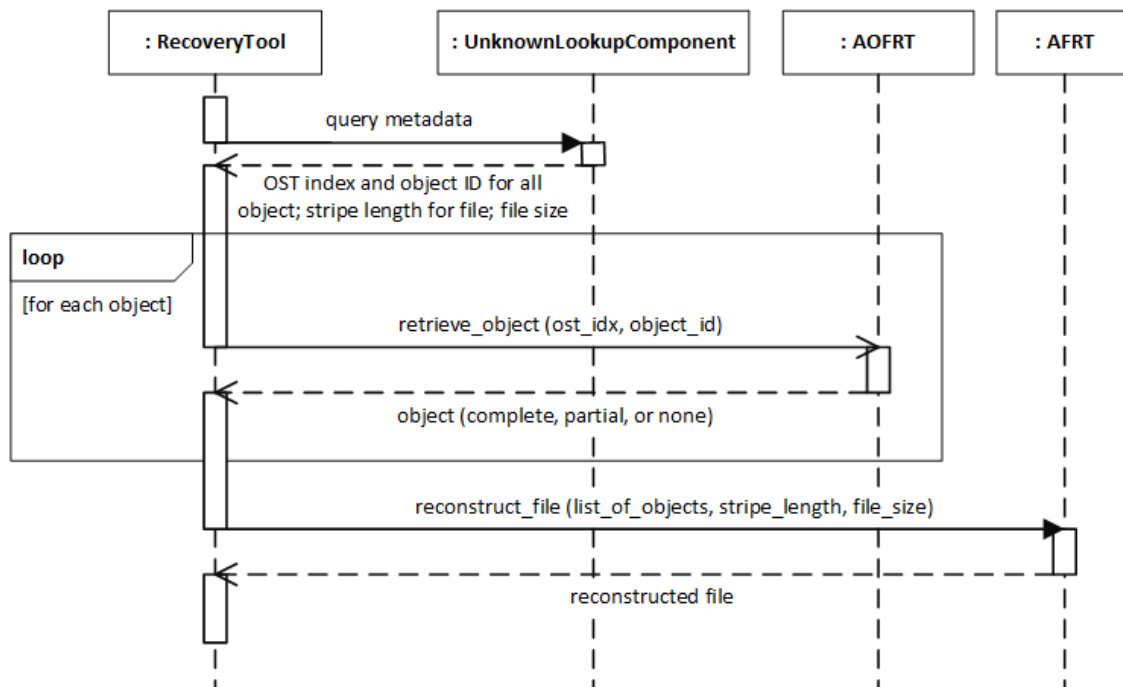 : RecoveryTool
: UnknownLookupComponent
: AOFRT
: AFRT
query metadata
OST index and object ID for all
object; stripe length for file; file size
loop
[for each object]
retrieve_object (ost_idx, object_id)
object (complete, partial, or none)
reconstruct_file (list_of_objects, stripe_length, file_size)
reconstructed file